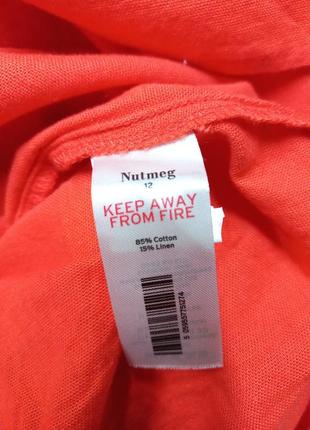 Nutmeg
12
KEEP AWAY
FROM FIRE
85% Cotton
15% Linen